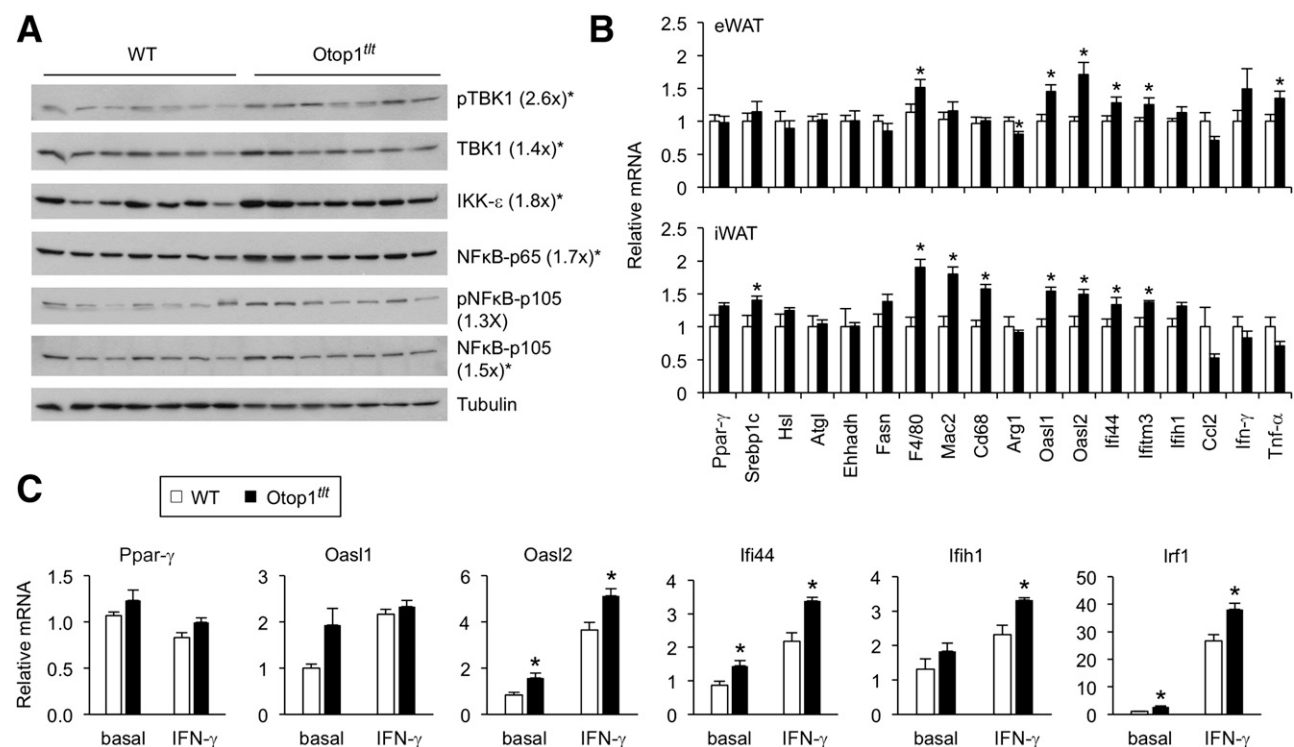 A
WT
Otop1tlt
pTBK1 (2.6x)*
TBK1 (1.4x)*
IKK-ε (1.8x)*
NFκB-p65 (1.7x)*
pNFκB-p105
(1.3X)
NFκB-p105
(1.5x)*
Tubulin
B
Relative mRNA
2.5
2
1.5
1
0.5
0
eWAT
* * * * * * *
2.5
2
1.5
1
0.5
0
iWAT
* * * * * * * *
Ppar-γ
Srebp1c
Hsl
Atgl
Ehhadh
Fasn
F4/80
Mac2
Cd68
Arg1
Oasl1
Oasl2
Ifi44
Ifitm3
Ifih1
Ccl2
Ifn-γ
Tnf-α
C
WT Otop1tlt
Relative mRNA
Ppar-γ
1.5
1.0
0.5
0.0
basal IFN-γ
Oasl1
3
2
1
0
basal IFN-γ
Oasl2
6
4
2
0
* *
basal IFN-γ
Ifi44
4
3
2
1
0
* *
basal IFN-γ
Ifih1
4
3
2
1
0
*
basal IFN-γ
Irf1
50
40
30
20
10
0
* *
basal IFN-γ